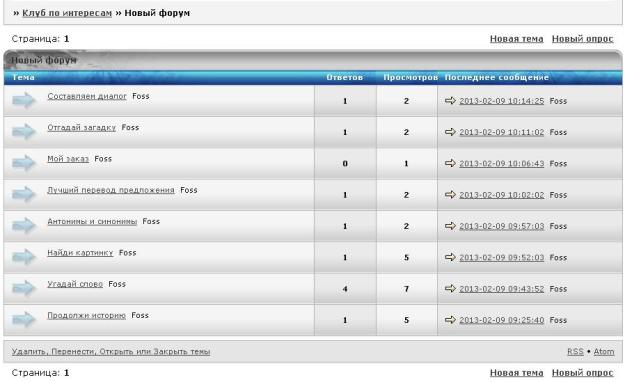 » Клуб по интересам » Новый форум
Страница: 1 Новая тема Новый опрос
Новый форум
Тема Ответов Просмотров Последнее сообщение
Составляем диалог Foss 1 2 2013-02-09 10:14:25 Foss
Отгадай загадку Foss 1 2 2013-02-09 10:11:02 Foss
Мой заказ Foss 0 1 2013-02-09 10:06:43 Foss
Лучший перевод предложения Foss 1 2 2013-02-09 10:02:02 Foss
Антонимы и синонимы Foss 1 2 2013-02-09 09:57:03 Foss
Найди картинку Foss 1 5 2013-02-09 09:52:03 Foss
Угадай слово Foss 4 7 2013-02-09 09:43:52 Foss
Продолжи историю Foss 1 5 2013-02-09 09:25:40 Foss
Удалить, Перенести, Открыть или Закрыть темы RSS • Atom
Страница: 1 Новая тема Новый опрос